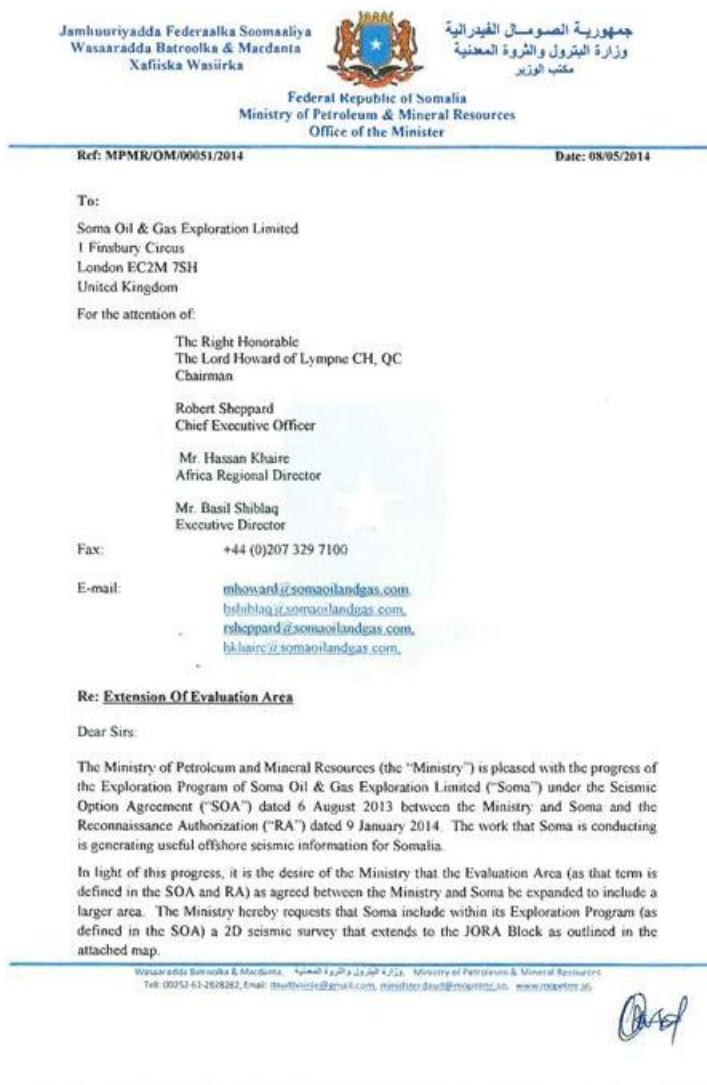 Jamhuuriyadda Federaalka Soomaaliya
Wasaaradda Batroolka & Macdanta
Xafiiska Wasiirka
جمهورية الصومال الفيدرالية
وزارة البترول والثروة المعدنية
مكتب الوزير
Federal Republic of Somalia
Ministry of Petroleum & Mineral Resources
Office of the Minister
Ref: MPMR/OM/00051/2014 Date: 08/05/2014
To:
Soma Oil & Gas Exploration Limited
1 Finsbury Circus
London EC2M 7SH
United Kingdom
For the attention of:
The Right Honorable
The Lord Howard of Lympne CH, QC
Chairman
Robert Sheppard
Chief Executive Officer
Mr. Hassan Khaire
Africa Regional Director
Mr. Basil Shiblaq
Executive Director
Fax: +44 (0)207 329 7100
E-mail: mhoward@somaoilandgas.com,
bshiblaq@somaoilandgas.com,
rsheppard@somaoilandgas.com,
hkhaire@somaoilandgas.com,
Re: Extension Of Evaluation Area
Dear Sirs:
The Ministry of Petroleum and Mineral Resources (the “Ministry”) is pleased with the progress of
the Exploration Program of Soma Oil & Gas Exploration Limited (“Soma”) under the Seismic
Option Agreement (“SOA”) dated 6 August 2013 between the Ministry and Soma and the
Reconnaissance Authorization (“RA”) dated 9 January 2014. The work that Soma is conducting
is generating useful offshore seismic information for Somalia.
In light of this progress, it is the desire of the Ministry that the Evaluation Area (as that term is
defined in the SOA and RA) as agreed between the Ministry and Soma be expanded to include a
larger area. The Ministry hereby requests that Soma include within its Exploration Program (as
defined in the SOA) a 2D seismic survey that extends to the JORA Block as outlined in the
attached map.
Wasaaradda Batroolka & Macdanta, وزارة البترول والثروة المعدنية, Ministry of Petroleum & Mineral Resources
Tell: 00252-61-2828282, Email: